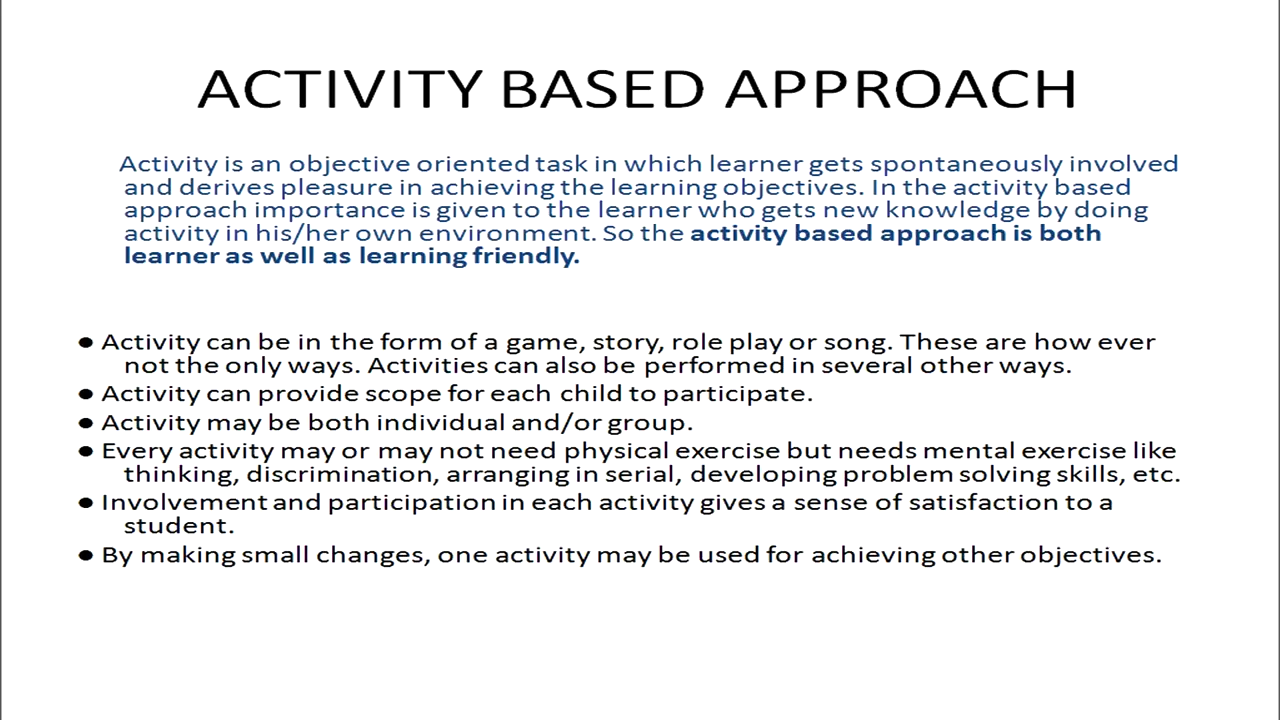 ACTIVITY BASED APPROACH
Activity is an objective oriented task in which learner gets spontaneously involved
and derives pleasure in achieving the learning objectives. In the activity based
approach importance is given to the learner who gets new knowledge by doing
activity in his/her own environment. So the activity based approach is both
learner as well as learning friendly.
● Activity can be in the form of a game, story, role play or song. These are how ever
not the only ways. Activities can also be performed in several other ways.
● Activity can provide scope for each child to participate.
● Activity may be both individual and/or group.
● Every activity may or may not need physical exercise but needs mental exercise like
thinking, discrimination, arranging in serial, developing problem solving skills, etc.
● Involvement and participation in each activity gives a sense of satisfaction to a
student.
● By making small changes, one activity may be used for achieving other objectives.